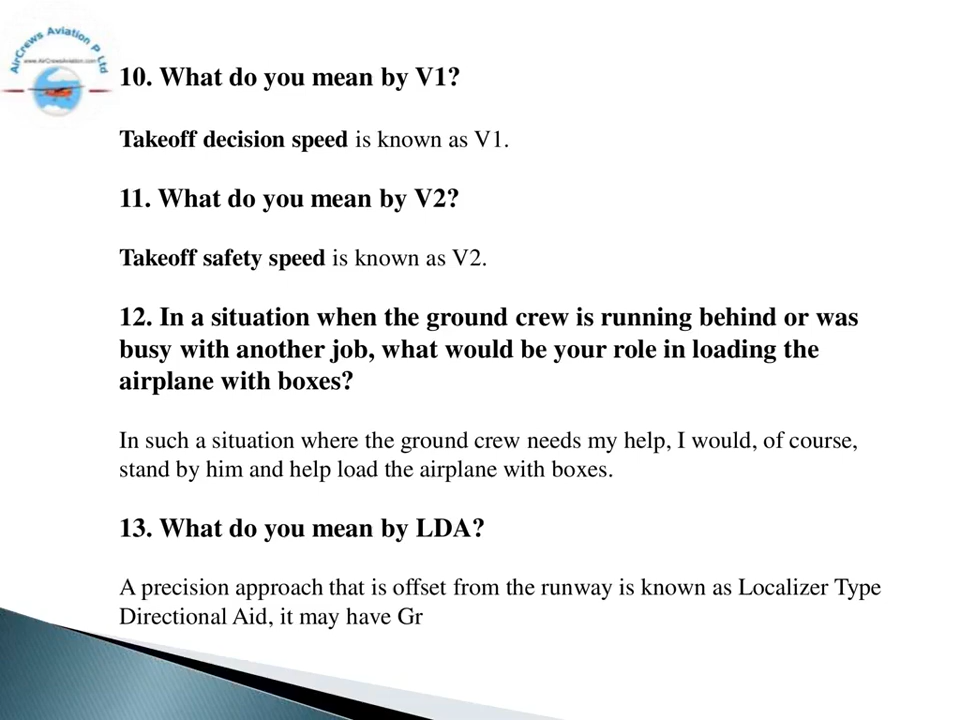 AirCrews Aviation P Ltd
www.AirCrewsAviation.com
10. What do you mean by V1?
Takeoff decision speed is known as V1.
11. What do you mean by V2?
Takeoff safety speed is known as V2.
12. In a situation when the ground crew is running behind or was
busy with another job, what would be your role in loading the
airplane with boxes?
In such a situation where the ground crew needs my help, I would, of course,
stand by him and help load the airplane with boxes.
13. What do you mean by LDA?
A precision approach that is offset from the runway is known as Localizer Type
Directional Aid, it may have Gr